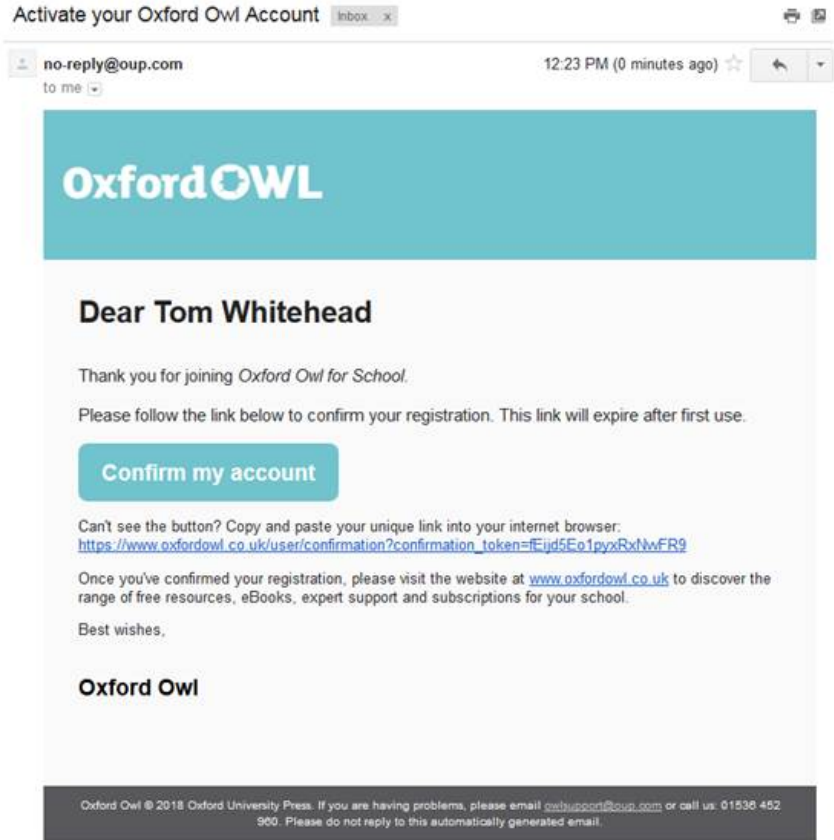 Activate your Oxford Owl Account Inbox x
no-reply@oup.com 12:23 PM (0 minutes ago)
to me
Oxford OWL
Dear Tom Whitehead
Thank you for joining Oxford Owl for School.
Please follow the link below to confirm your registration. This link will expire after first use.
Confirm my account
Can't see the button? Copy and paste your unique link into your internet browser:
https://www.oxfordowl.co.uk/user/confirmation?confirmation_token=fEijd5Eo1pyxRxNwFR9
Once you've confirmed your registration, please visit the website at www.oxfordowl.co.uk to discover the
range of free resources, eBooks, expert support and subscriptions for your school.
Best wishes,
Oxford Owl
Oxford Owl © 2018 Oxford University Press. If you are having problems, please email owlsupport@oup.com or call us: 01536 452
960. Please do not reply to this automatically generated email.